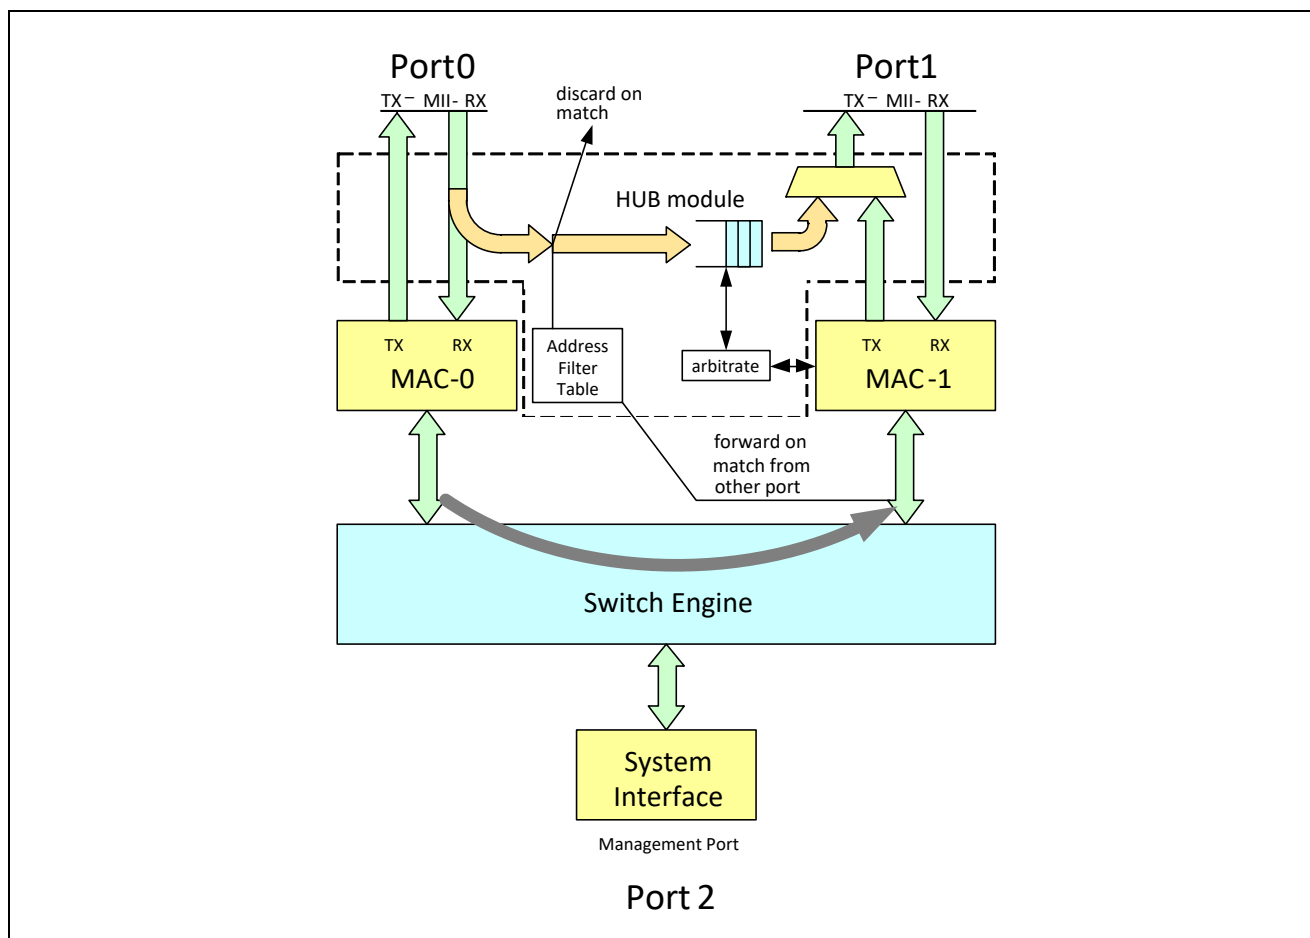 Port0
Port1
TX – MII- RX
TX – MII- RX
discard on
match
HUB module
TX RX
MAC-0
Address
Filter
Table
arbitrate
TX RX
MAC-1
forward on
match from
other port
Switch Engine
System
Interface
Management Port
Port 2